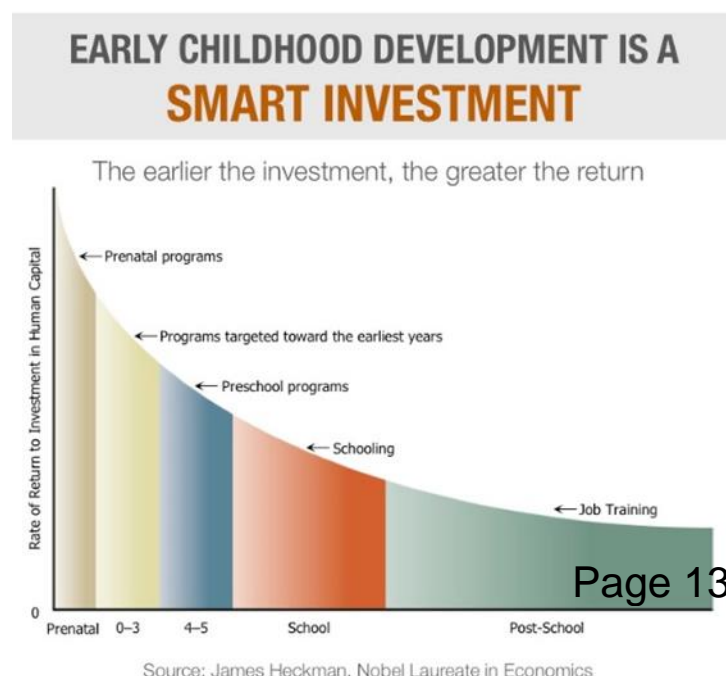 EARLY CHILDHOOD DEVELOPMENT IS A
SMART INVESTMENT
The earlier the investment, the greater the return
Rate of Return to Investment in Human Capital
Prenatal programs
Programs targeted toward the earliest years
Preschool programs
Schooling
Job Training
Page 13
0
Prenatal 0–3 4–5 School Post-School
Source: James Heckman, Nobel Laureate in Economics